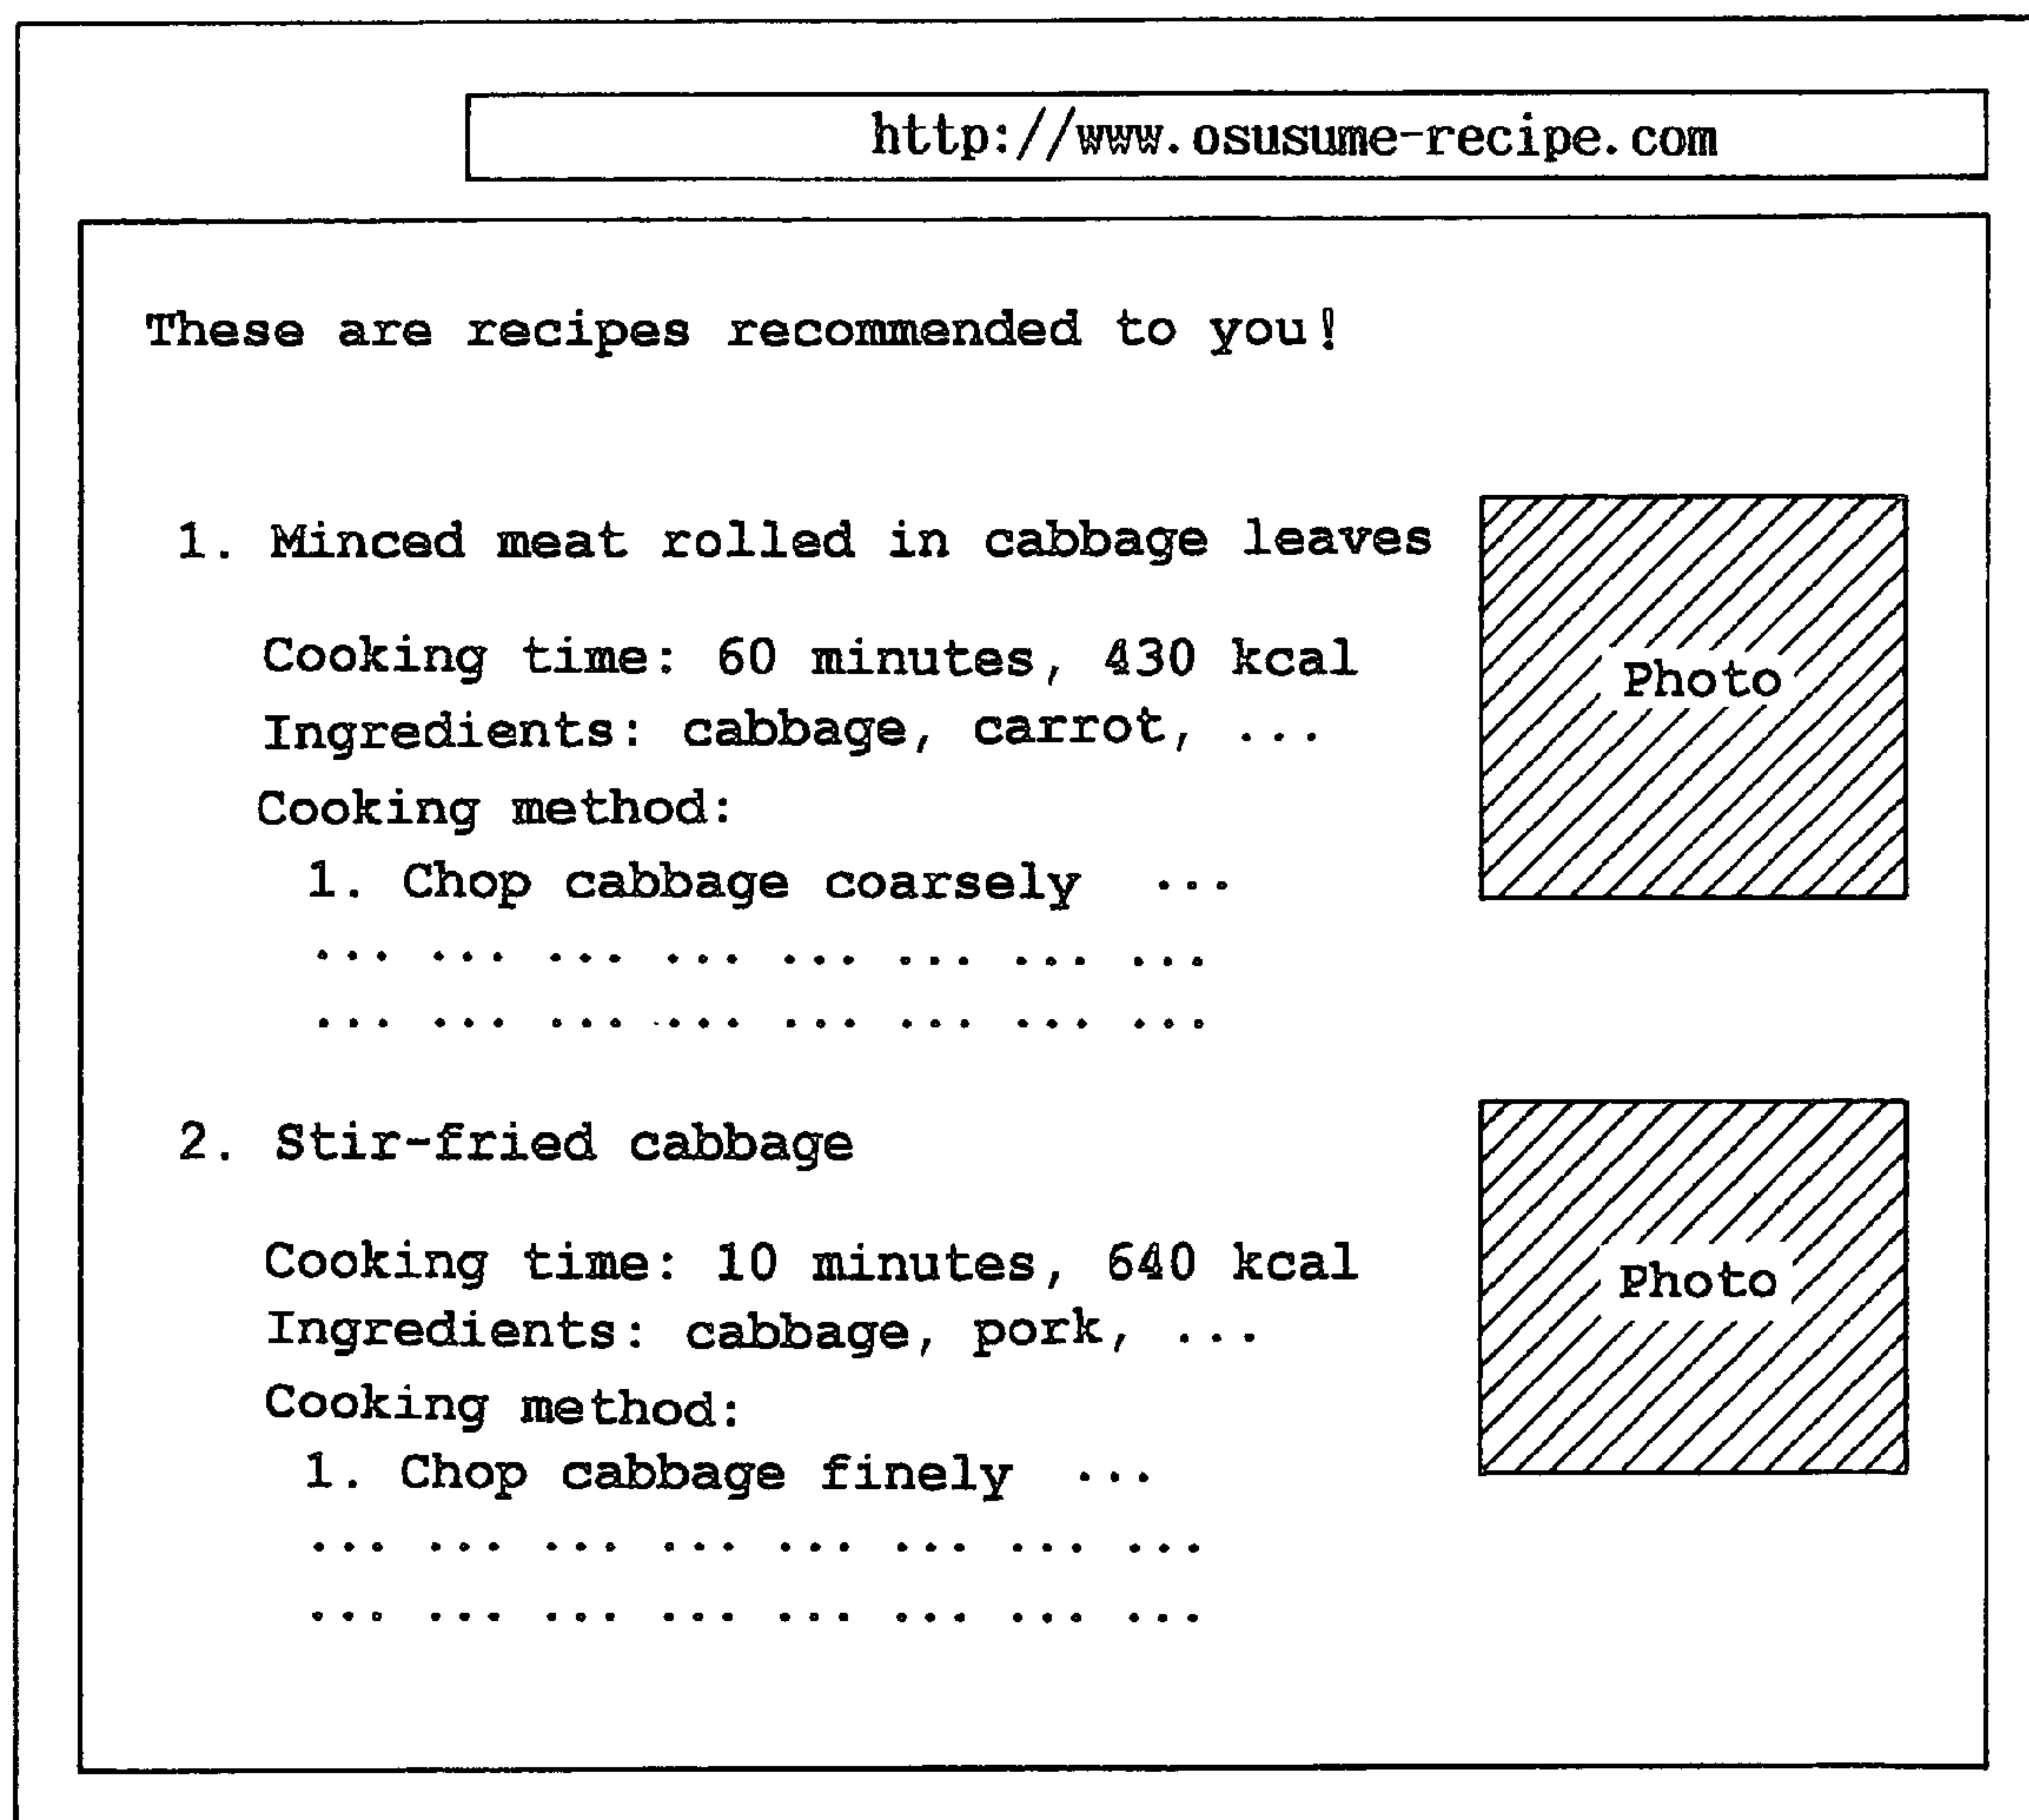 http://www.osusume-recipe.com
These are recipes recommended to you!
1. Minced meat rolled in cabbage leaves
Cooking time: 60 minutes, 430 kcal
Ingredients: cabbage, carrot, ...
Cooking method:
1. Chop cabbage coarsely ...
... ... ... ... ... ... ... ...
... ... ... ... ... ... ... ...
Photo
2. Stir-fried cabbage
Cooking time: 10 minutes, 640 kcal
Ingredients: cabbage, pork, ...
Cooking method:
1. Chop cabbage finely ...
... ... ... ... ... ... ... ...
... ... ... ... ... ... ... ...
Photo